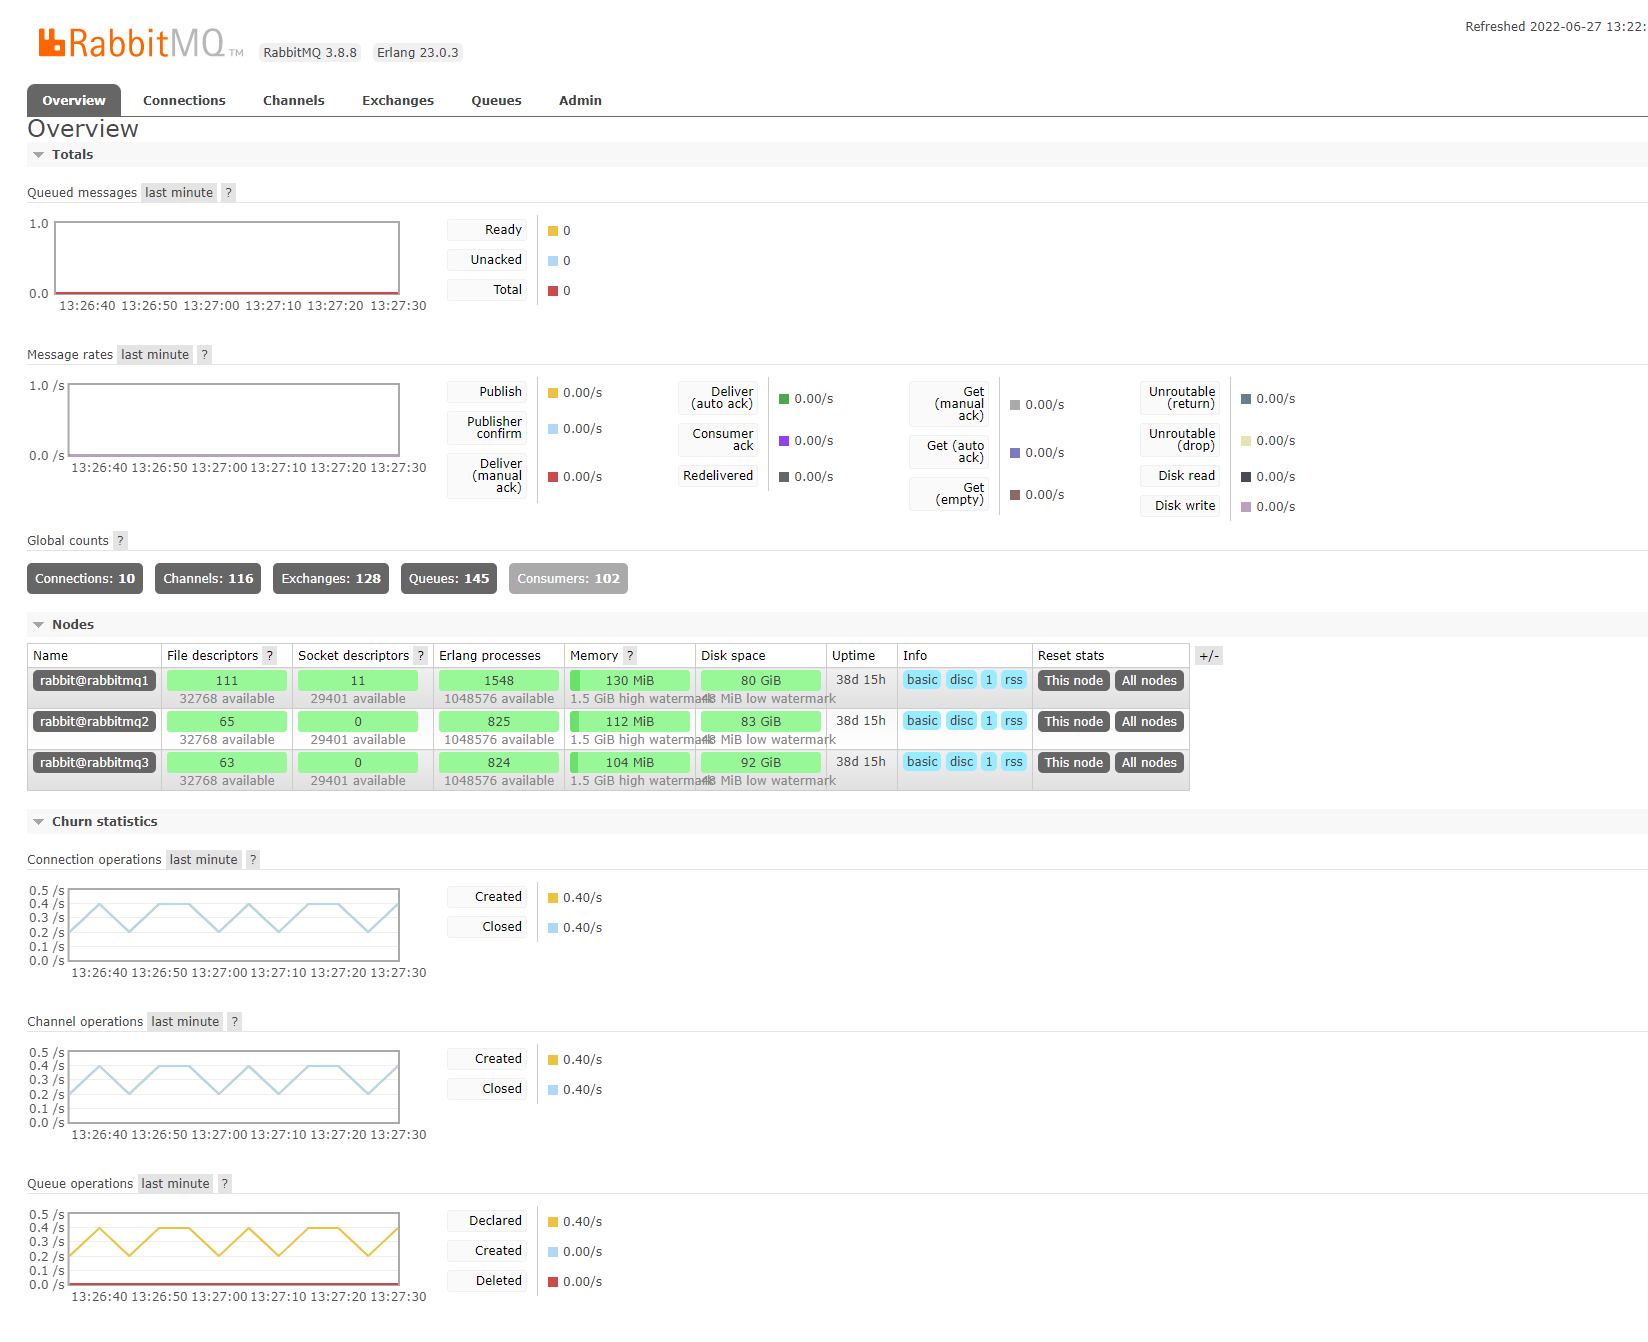 RabbitMQ TM RabbitMQ 3.8.8 Erlang 23.0.3
Refreshed 2022-06-27 13:22:
Overview Connections Channels Exchanges Queues Admin
Overview
Totals
Queued messages last minute ?
1.0
0.0
13:26:40 13:26:50 13:27:00 13:27:10 13:27:20 13:27:30
Ready 0
Unacked 0
Total 0
Message rates last minute ?
1.0 /s
0.0 /s
13:26:40 13:26:50 13:27:00 13:27:10 13:27:20 13:27:30
Publish 0.00/s
Publisher
confirm 0.00/s
Deliver
(manual
ack) 0.00/s
Deliver
(auto ack) 0.00/s
Consumer
ack 0.00/s
Redelivered 0.00/s
Get
(manual
ack) 0.00/s
Get (auto
ack) 0.00/s
Get
(empty) 0.00/s
Unroutable
(return) 0.00/s
Unroutable
(drop) 0.00/s
Disk read 0.00/s
Disk write 0.00/s
Global counts ?
Connections: 10 Channels: 116 Exchanges: 128 Queues: 145 Consumers: 102
Nodes
Name File descriptors ? Socket descriptors ? Erlang processes Memory ? Disk space Uptime Info Reset stats +/-
rabbit@rabbitmq1 111 11 1548 130 MiB 80 GiB 38d 15h basic disc 1 rss This node All nodes
32768 available 29401 available 1048576 available 1.5 GiB high watermark 48 MiB low watermark
rabbit@rabbitmq2 65 0 825 112 MiB 83 GiB 38d 15h basic disc 1 rss This node All nodes
32768 available 29401 available 1048576 available 1.5 GiB high watermark 48 MiB low watermark
rabbit@rabbitmq3 63 0 824 104 MiB 92 GiB 38d 15h basic disc 1 rss This node All nodes
32768 available 29401 available 1048576 available 1.5 GiB high watermark 48 MiB low watermark
Churn statistics
Connection operations last minute ?
0.5 /s
0.4 /s
0.3 /s
0.2 /s
0.1 /s
0.0 /s
13:26:40 13:26:50 13:27:00 13:27:10 13:27:20 13:27:30
Created 0.40/s
Closed 0.40/s
Channel operations last minute ?
0.5 /s
0.4 /s
0.3 /s
0.2 /s
0.1 /s
0.0 /s
13:26:40 13:26:50 13:27:00 13:27:10 13:27:20 13:27:30
Created 0.40/s
Closed 0.40/s
Queue operations last minute ?
0.5 /s
0.4 /s
0.3 /s
0.2 /s
0.1 /s
0.0 /s
13:26:40 13:26:50 13:27:00 13:27:10 13:27:20 13:27:30
Declared 0.40/s
Created 0.00/s
Deleted 0.00/s